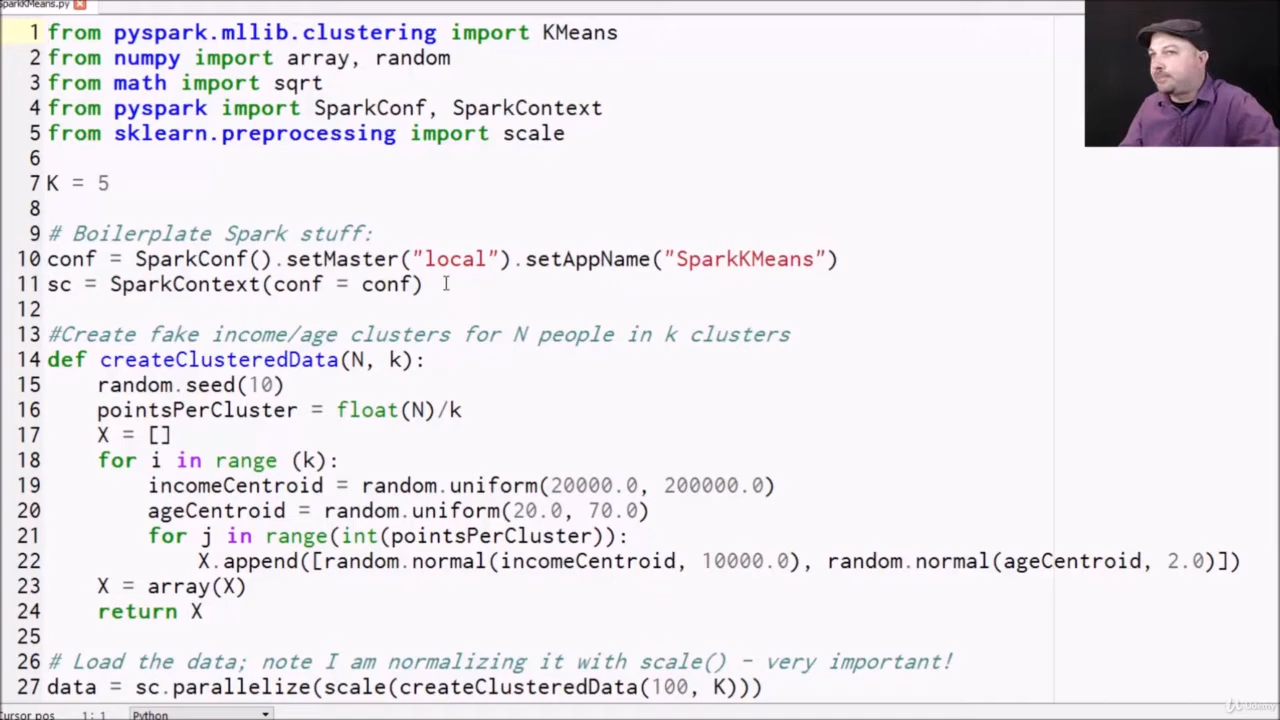 SparkKMeans.py
1 from pyspark.mllib.clustering import KMeans
2 from numpy import array, random
3 from math import sqrt
4 from pyspark import SparkConf, SparkContext
5 from sklearn.preprocessing import scale
6
7 K = 5
8
9 # Boilerplate Spark stuff:
10 conf = SparkConf().setMaster("local").setAppName("SparkKMeans")
11 sc = SparkContext(conf = conf)
12
13 #Create fake income/age clusters for N people in k clusters
14 def createClusteredData(N, k):
15     random.seed(10)
16     pointsPerCluster = float(N)/k
17     X = []
18     for i in range (k):
19         incomeCentroid = random.uniform(20000.0, 200000.0)
20         ageCentroid = random.uniform(20.0, 70.0)
21         for j in range(int(pointsPerCluster)):
22             X.append([random.normal(incomeCentroid, 10000.0), random.normal(ageCentroid, 2.0)])
23     X = array(X)
24     return X
25
26 # Load the data; note I am normalizing it with scale() - very important!
27 data = sc.parallelize(scale(createClusteredData(100, K)))
Cursor pos 1: 1 Python
Udemy